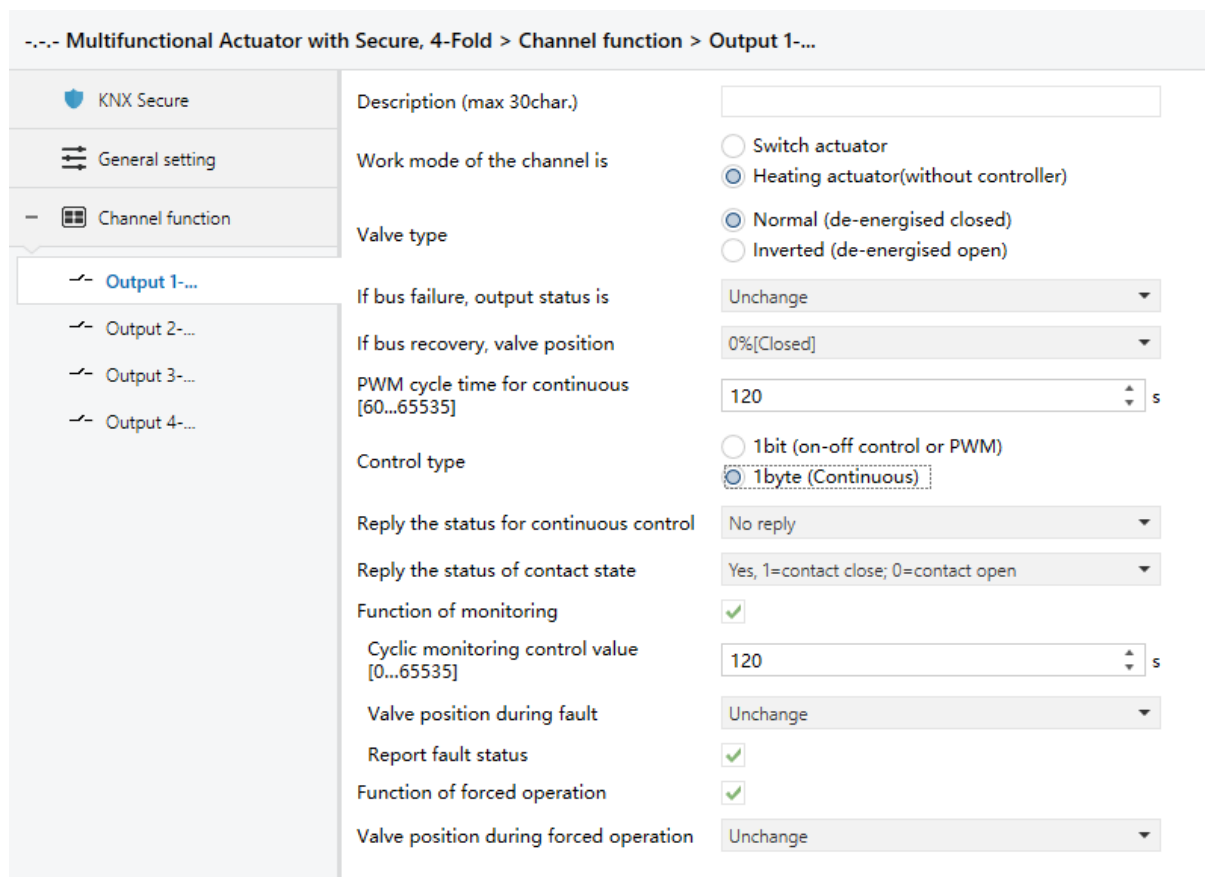 -.-.- Multifunctional Actuator with Secure, 4-Fold > Channel function > Output 1-...
KNX Secure
General setting
Channel function
Output 1-...
Output 2-...
Output 3-...
Output 4-...
Description (max 30char.)
Work mode of the channel is
Switch actuator
Heating actuator(without controller)
Valve type
Normal (de-energised closed)
Inverted (de-energised open)
If bus failure, output status is
Unchange
If bus recovery, valve position
0%[Closed]
PWM cycle time for continuous
[60...65535]
120
s
Control type
1bit (on-off control or PWM)
1byte (Continuous)
Reply the status for continuous control
No reply
Reply the status of contact state
Yes, 1=contact close; 0=contact open
Function of monitoring
Cyclic monitoring control value
[0...65535]
120
s
Valve position during fault
Unchange
Report fault status
Function of forced operation
Valve position during forced operation
Unchange